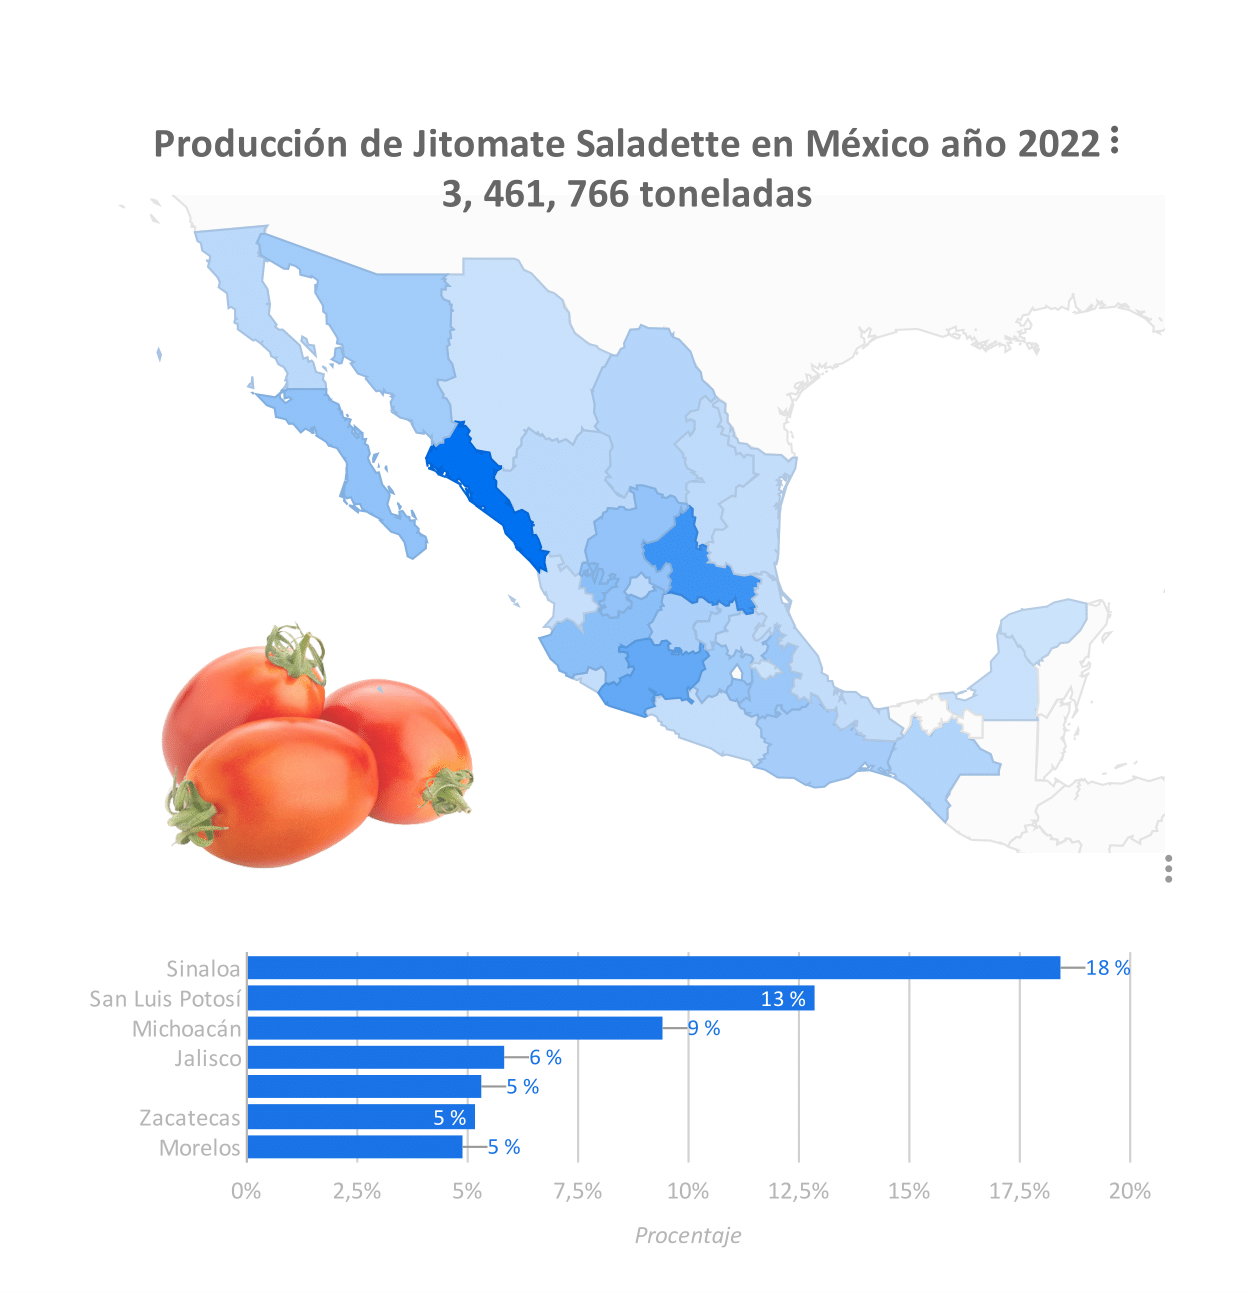 Producción de Jitomate Saladette en México año 2022
3, 461, 766 toneladas
Sinaloa
18 %
San Luis Potosí
13 %
Michoacán
9 %
Jalisco
6 %
5 %
Zacatecas
5 %
Morelos
5 %
0% 2,5% 5% 7,5% 10% 12,5% 15% 17,5% 20%
Procentaje